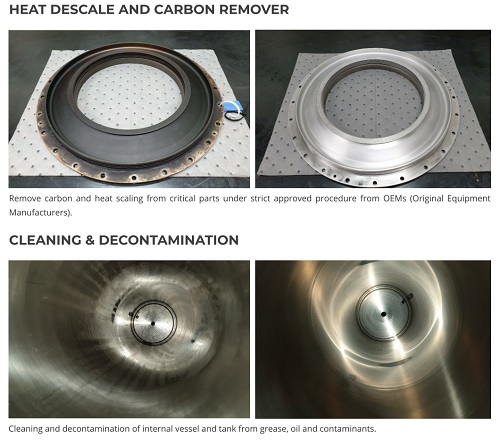 HEAT DESCALE AND CARBON REMOVER
Remove carbon and heat scaling from critical parts under strict approved procedure from OEMs (Original Equipment
Manufacturers).
CLEANING & DECONTAMINATION
Cleaning and decontamination of internal vessel and tank from grease, oil and contaminants.